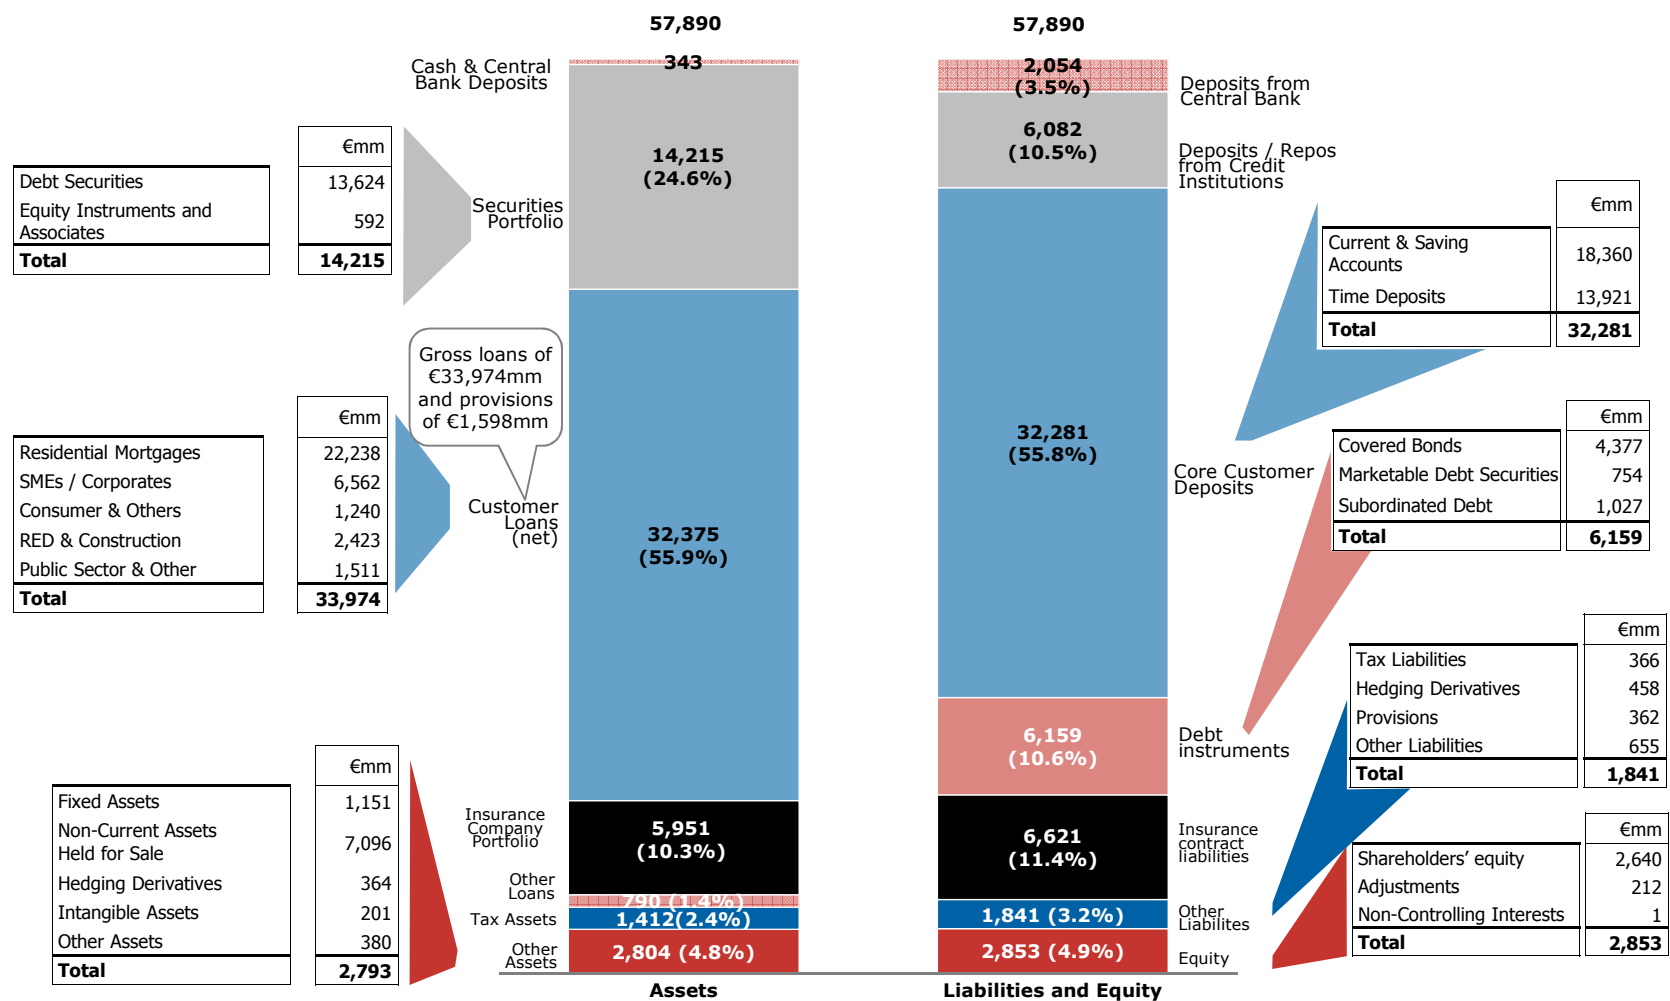 57,890
57,890
Cash & Central
Bank Deposits
343
2,054
(3.5%)
Deposits from
Central Bank
€mm
Debt Securities
13,624
Equity Instruments and
Associates
592
Total
14,215
Securities
Portfolio
14,215
(24.6%)
6,082
(10.5%)
Deposits / Repos
from Credit
Institutions
€mm
Current & Saving
Accounts
18,360
Time Deposits
13,921
Total
32,281
Gross loans of
€33,974mm
and provisions
of €1,598mm
€mm
Residential Mortgages
22,238
SMEs / Corporates
6,562
Consumer & Others
1,240
RED & Construction
2,423
Public Sector & Other
1,511
Total
33,974
Customer
Loans
(net)
32,375
(55.9%)
32,281
(55.8%)
Core Customer
Deposits
€mm
Covered Bonds
4,377
Marketable Debt Securities
754
Subordinated Debt
1,027
Total
6,159
6,159
(10.6%)
Debt
instruments
€mm
Tax Liabilities
366
Hedging Derivatives
458
Provisions
362
Other Liabilities
655
Total
1,841
€mm
Fixed Assets
1,151
Non-Current Assets
Held for Sale
7,096
Hedging Derivatives
364
Intangible Assets
201
Other Assets
380
Total
2,793
Insurance
Company
Portfolio
5,951
(10.3%)
6,621
(11.4%)
Insurance
contract
liabilities
Other
Loans
790 (1.4%)
Tax Assets
1,412(2.4%)
1,841 (3.2%)
Other
Liabilites
Other
Assets
2,804 (4.8%)
2,853 (4.9%)
Equity
€mm
Shareholders’ equity
2,640
Adjustments
212
Non-Controlling Interests
1
Total
2,853
Assets
Liabilities and Equity